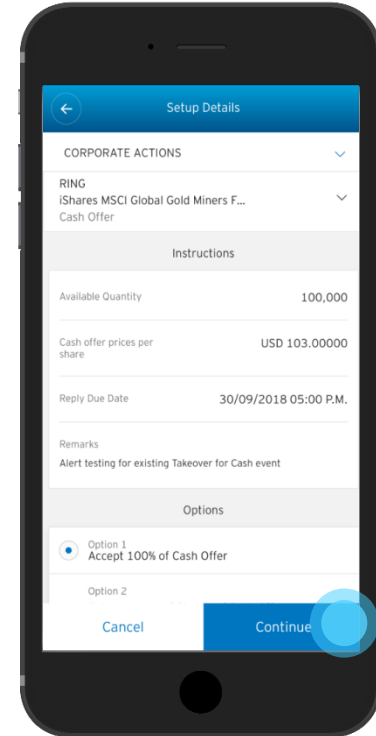 Setup Details
CORPORATE ACTIONS
RING
iShares MSCI Global Gold Miners F...
Cash Offer
Instructions
Available Quantity 100,000
Cash offer prices per
share
USD 103.00000
Reply Due Date 30/09/2018 05:00 P.M.
Remarks
Alert testing for existing Takeover for Cash event
Options
Option 1
Accept 100% of Cash Offer
Option 2
Cancel Continue